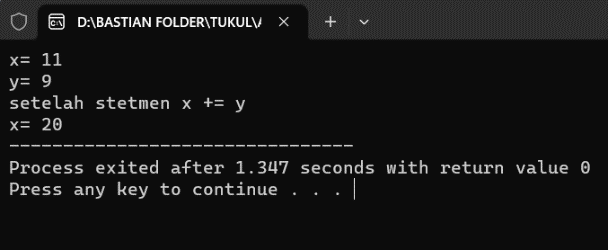 D:\BASTIAN FOLDER\TUKUL\
x= 11
y= 9
setelah stetmen x += y
x= 20
--------------------------------
Process exited after 1.347 seconds with return value 0
Press any key to continue . . .